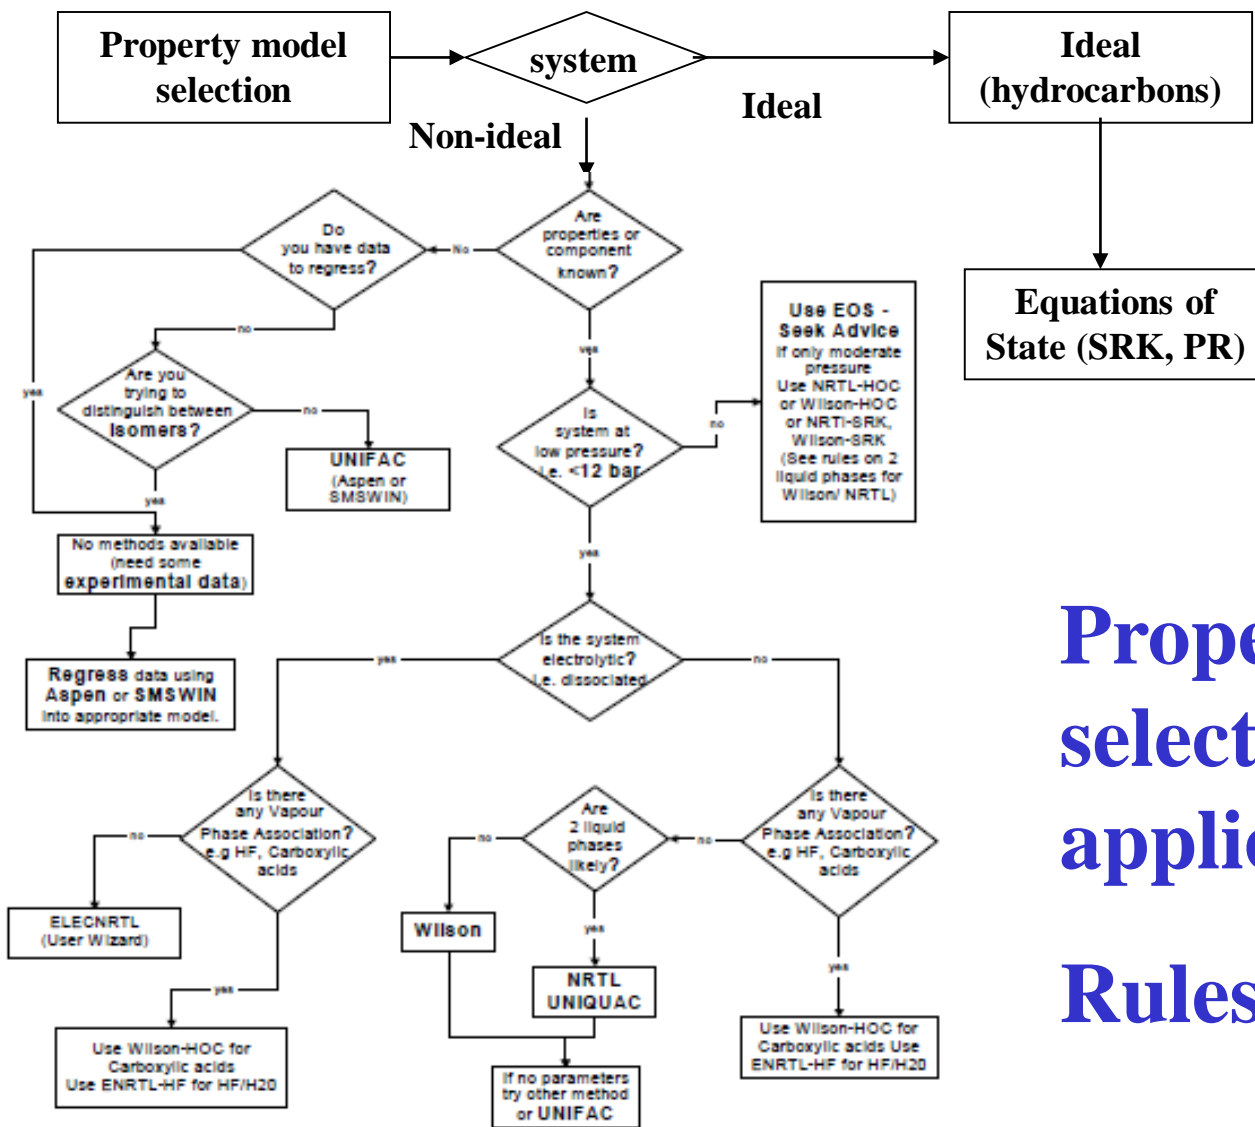 Property model
selection
system
Ideal
(hydrocarbons)
Ideal
Non-ideal
Equations of
State (SRK, PR)
Are
properties or
component
known?
No
Do
you have data
to regress?
no
yes
Are you
trying to
distinguish between
Isomers?
no
UNIFAC
(Aspen or
SMSWIN)
yes
No methods available
(need some
experimental data)
Regress data using
Aspen or SMSWIN
into appropriate model.
yes
Is
system at
low pressure?
i.e. <12 bar
no
Use EOS -
Seek Advice
If only moderate
pressure
Use NRTL-HOC
or Wilson-HOC
or NRTl-SRK,
Wilson-SRK
(See rules on 2
liquid phases for
Wilson/ NRTL)
yes
Is the system
electrolytic?
i.e. dissociated
yes
no
Is there
any Vapour
Phase Association?
e.g HF, Carboxylic
acids
no
ELECNRTL
(User Wizard)
yes
Use Wilson-HOC for
Carboxylic acids
Use ENRTL-HF for HF/H20
Is there
any Vapour
Phase Association?
e.g HF, Carboxylic
acids
no
Are
2 liquid
phases
likely?
no
Wilson
yes
NRTL
UNIQUAC
If no parameters
try other method
or UNIFAC
yes
Use Wilson-HOC for
Carboxylic acids Use
ENRTL-HF for HF/H20
Prope
select
applic
Rules